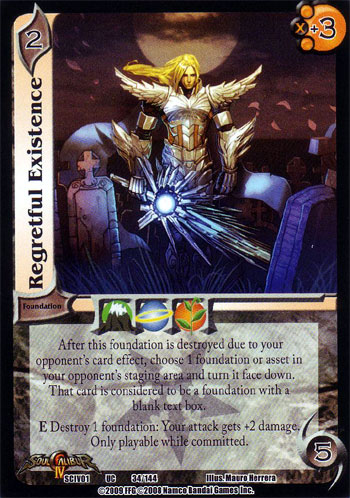 2
x +3
Regretful Existence
Foundation
After this foundation is destroyed due to your
opponent's card effect, choose 1 foundation or asset in
your opponent's staging area and turn it face down.
That card is considered to be a foundation with a
blank text box.
E Destroy 1 foundation: Your attack gets +2 damage.
Only playable while committed.
5
SOULCALIBUR
IV
SCIV01 UC 34/144 Illus. Mauro Herrera
©2009 FFG ©2008 Namco Bandai Games, Inc.